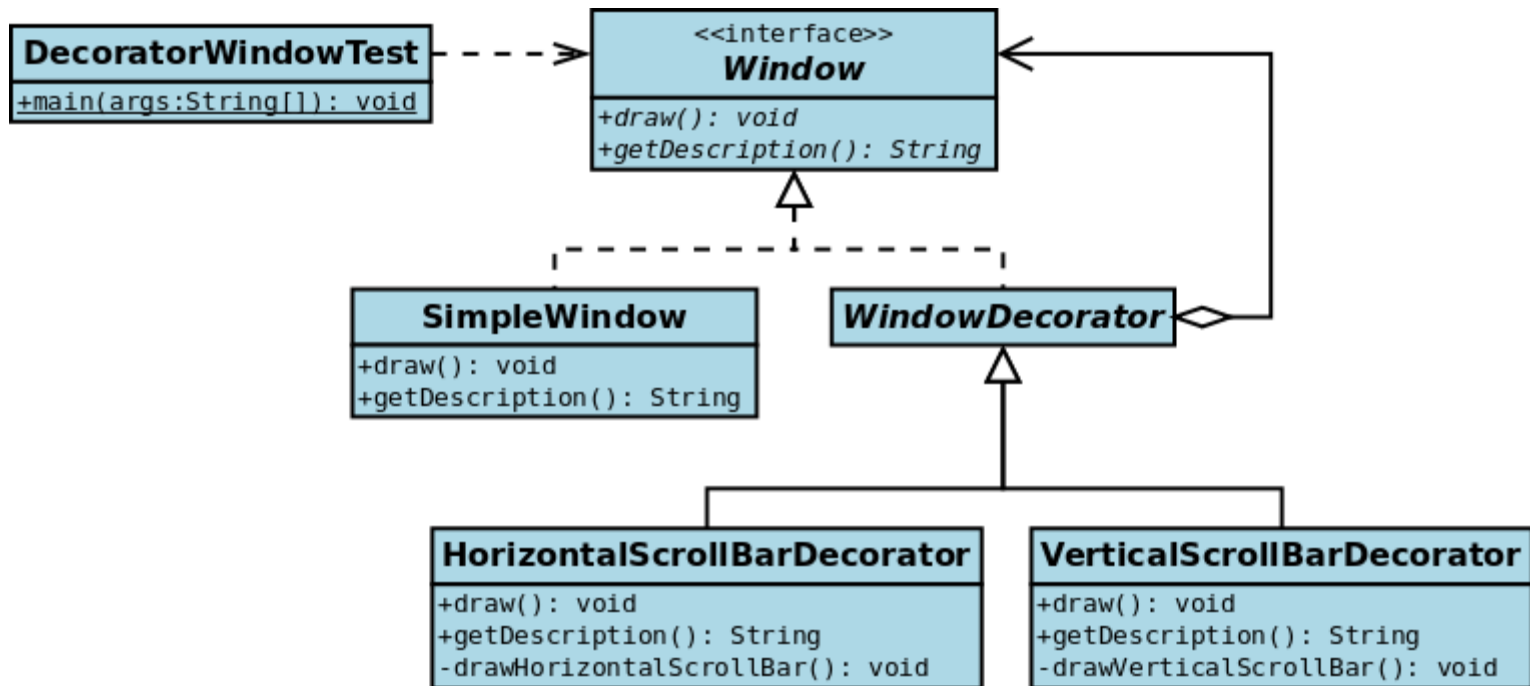 DecoratorWindowTest
+main(args:String[]): void
<<interface>>
Window
+draw(): void
+getDescription(): String
SimpleWindow
+draw(): void
+getDescription(): String
WindowDecorator
HorizontalScrollBarDecorator
+draw(): void
+getDescription(): String
-drawHorizontalScrollBar(): void
VerticalScrollBarDecorator
+draw(): void
+getDescription(): String
-drawVerticalScrollBar(): void